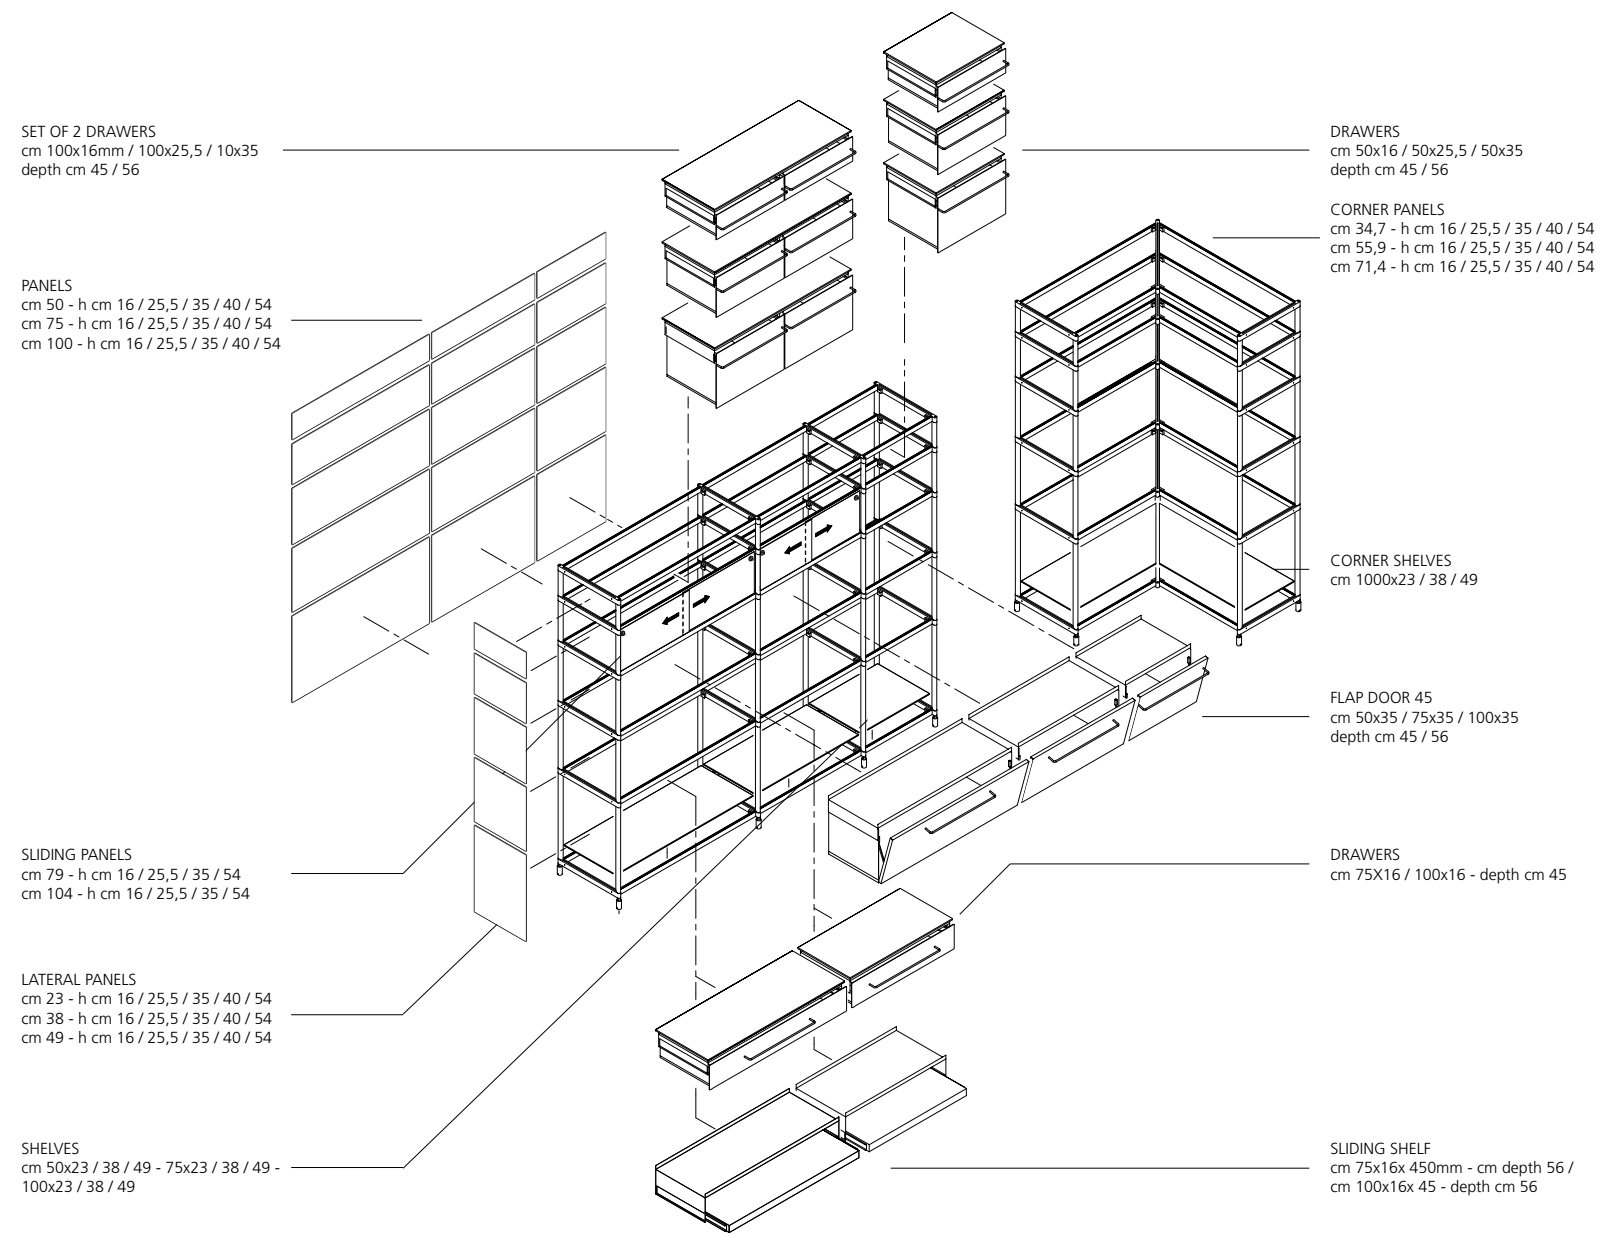 SET OF 2 DRAWERS
cm 100x16mm / 100x25,5 / 10x35
depth cm 45 / 56
PANELS
cm 50 - h cm 16 / 25,5 / 35 / 40 / 54
cm 75 - h cm 16 / 25,5 / 35 / 40 / 54
cm 100 - h cm 16 / 25,5 / 35 / 40 / 54
SLIDING PANELS
cm 79 - h cm 16 / 25,5 / 35 / 54
cm 104 - h cm 16 / 25,5 / 35 / 54
LATERAL PANELS
cm 23 - h cm 16 / 25,5 / 35 / 40 / 54
cm 38 - h cm 16 / 25,5 / 35 / 40 / 54
cm 49 - h cm 16 / 25,5 / 35 / 40 / 54
SHELVES
cm 50x23 / 38 / 49 - 75x23 / 38 / 49 -
100x23 / 38 / 49
DRAWERS
cm 50x16 / 50x25,5 / 50x35
depth cm 45 / 56
CORNER PANELS
cm 34,7 - h cm 16 / 25,5 / 35 / 40 / 54
cm 55,9 - h cm 16 / 25,5 / 35 / 40 / 54
cm 71,4 - h cm 16 / 25,5 / 35 / 40 / 54
CORNER SHELVES
cm 1000x23 / 38 / 49
FLAP DOOR 45
cm 50x35 / 75x35 / 100x35
depth cm 45 / 56
DRAWERS
cm 75X16 / 100x16 - depth cm 45
SLIDING SHELF
cm 75x16x 450mm - cm depth 56 /
cm 100x16x 45 - depth cm 56